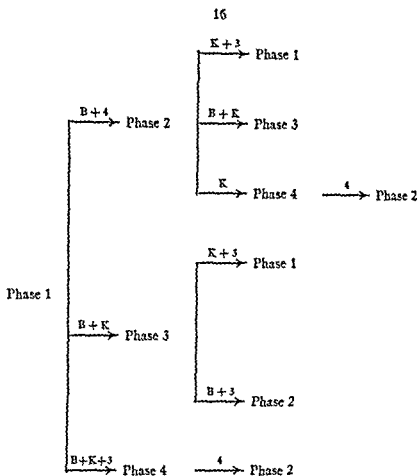 16
K + 3
Phase 1
B + 4
Phase 2
B + K
Phase 3
K
Phase 4
4
Phase 2
K + 3
Phase 1
Phase 1
B + K
Phase 3
B + 3
Phase 2
B+K+3
Phase 4
4
Phase 2